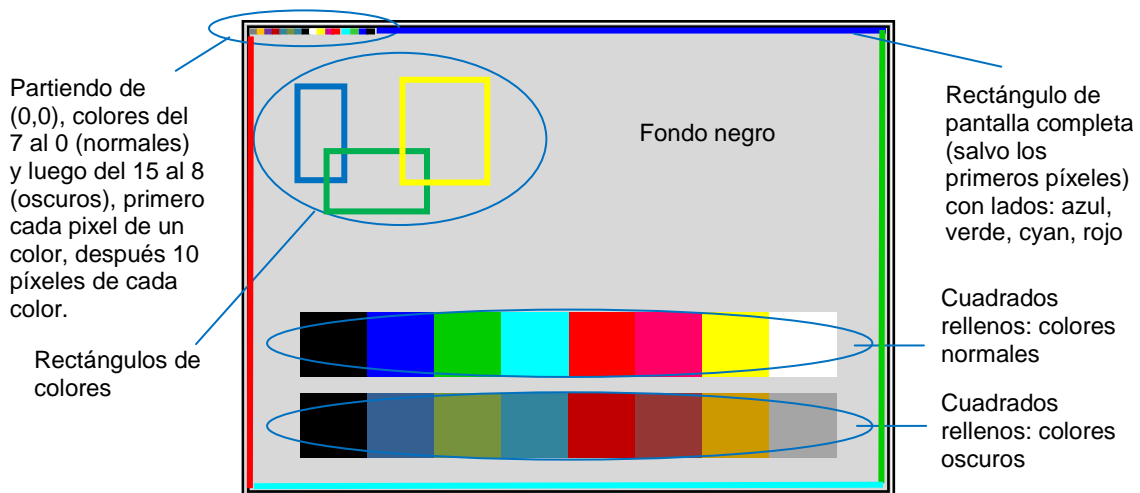 Partiendo de
(0,0), colores del
7 al 0 (normales)
y luego del 15 al 8
(oscuros), primero
cada pixel de un
color, después 10
píxeles de cada
color.
Rectángulos de
colores
Fondo negro
Rectángulo de
pantalla completa
(salvo los
primeros píxeles)
con lados: azul,
verde, cyan, rojo
Cuadrados
rellenos: colores
normales
Cuadrados
rellenos: colores
oscuros